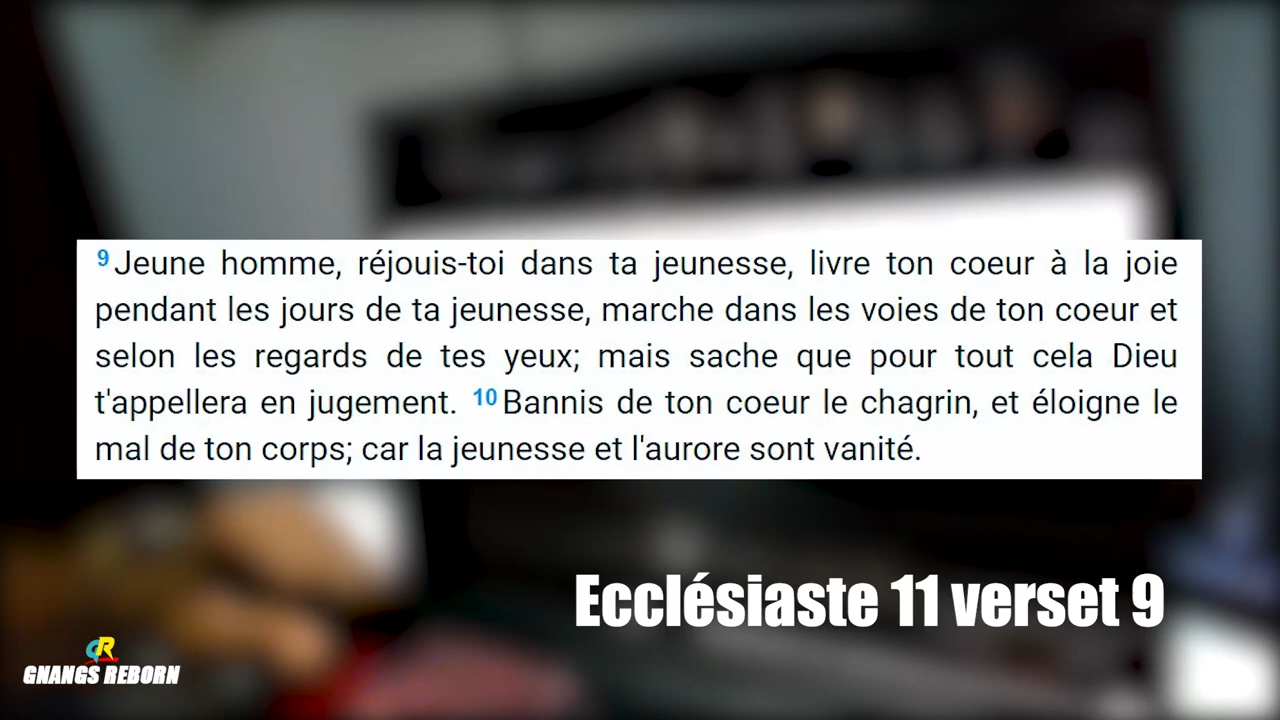 9 Jeune homme, réjouis-toi dans ta jeunesse, livre ton coeur à la joie
pendant les jours de ta jeunesse, marche dans les voies de ton coeur et
selon les regards de tes yeux; mais sache que pour tout cela Dieu
t'appellera en jugement. 10 Bannis de ton coeur le chagrin, et éloigne le
mal de ton corps; car la jeunesse et l'aurore sont vanité.
Ecclésiaste 11 verset 9
GR
GNANGS REBORN